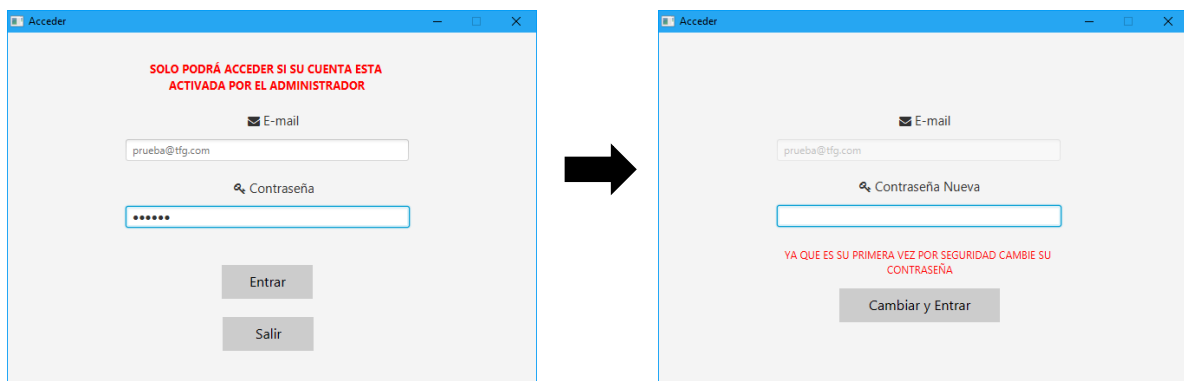 Acceder
SOLO PODRÁ ACCEDER SI SU CUENTA ESTA
ACTIVADA POR EL ADMINISTRADOR
E-mail
prueba@tfg.com
Contraseña
••••••
Entrar
Salir
Acceder
E-mail
prueba@tfg.com
Contraseña Nueva
YA QUE ES SU PRIMERA VEZ POR SEGURIDAD CAMBIE SU
CONTRASEÑA
Cambiar y Entrar